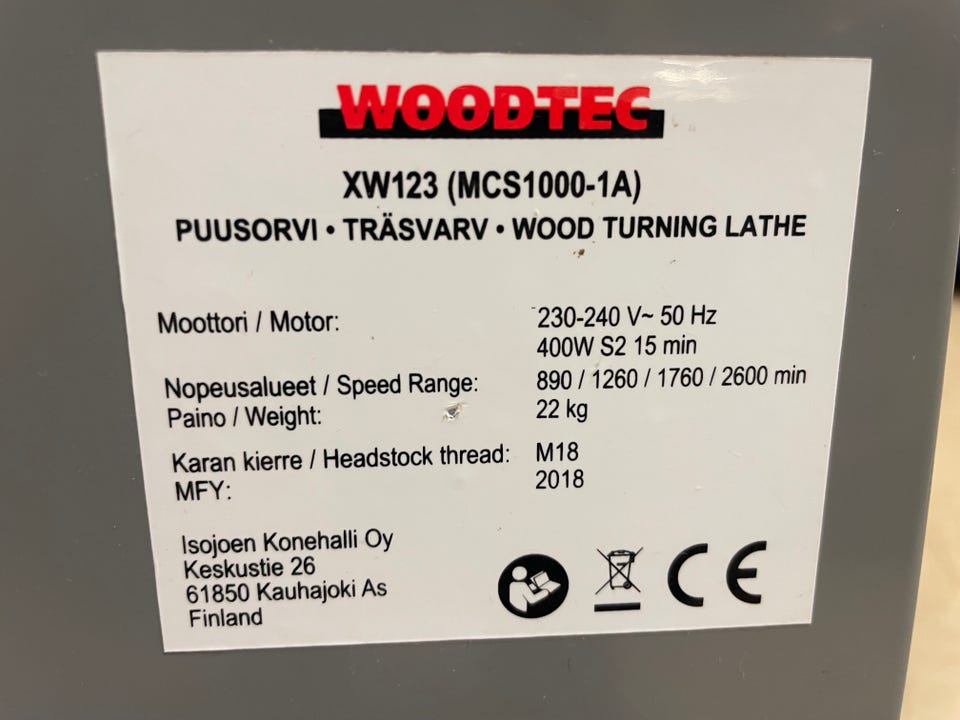 WOODTEC
XW123 (MCS1000-1A)
PUUSORVI • TRÄSVARV • WOOD TURNING LATHE
Moottori / Motor: 230-240 V~ 50 Hz
400W S2 15 min
Nopeusalueet / Speed Range: 890 / 1260 / 1760 / 2600 min
Paino / Weight: 22 kg
Karan kierre / Headstock thread: M18
MFY: 2018
Isojoen Konehalli Oy
Keskustie 26
61850 Kauhajoki As
Finland
CE